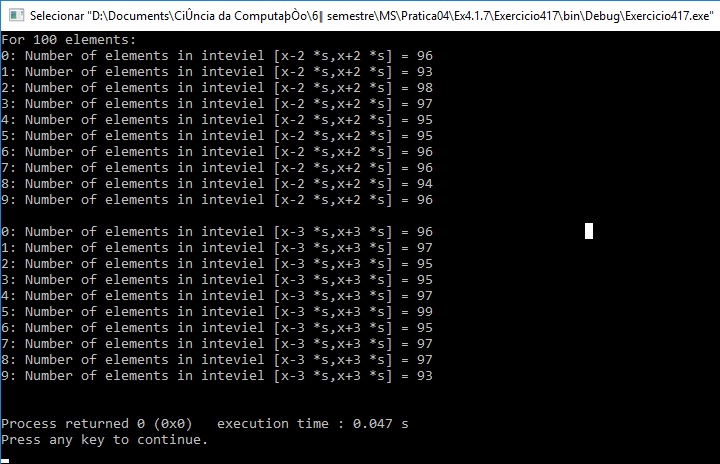 Selecionar "D:\Documents\CiÛncia da ComputaþÒo\6║ semestre\MS\Pratica04\Ex4.1.7\Exercicio417\bin\Debug\Exercicio417.exe"
For 100 elements:
0: Number of elements in inteviel [x-2 *s,x+2 *s] = 96
1: Number of elements in inteviel [x-2 *s,x+2 *s] = 93
2: Number of elements in inteviel [x-2 *s,x+2 *s] = 98
3: Number of elements in inteviel [x-2 *s,x+2 *s] = 97
4: Number of elements in inteviel [x-2 *s,x+2 *s] = 95
5: Number of elements in inteviel [x-2 *s,x+2 *s] = 95
6: Number of elements in inteviel [x-2 *s,x+2 *s] = 96
7: Number of elements in inteviel [x-2 *s,x+2 *s] = 96
8: Number of elements in inteviel [x-2 *s,x+2 *s] = 94
9: Number of elements in inteviel [x-2 *s,x+2 *s] = 96
0: Number of elements in inteviel [x-3 *s,x+3 *s] = 96
1: Number of elements in inteviel [x-3 *s,x+3 *s] = 97
2: Number of elements in inteviel [x-3 *s,x+3 *s] = 95
3: Number of elements in inteviel [x-3 *s,x+3 *s] = 95
4: Number of elements in inteviel [x-3 *s,x+3 *s] = 97
5: Number of elements in inteviel [x-3 *s,x+3 *s] = 99
6: Number of elements in inteviel [x-3 *s,x+3 *s] = 95
7: Number of elements in inteviel [x-3 *s,x+3 *s] = 97
8: Number of elements in inteviel [x-3 *s,x+3 *s] = 97
9: Number of elements in inteviel [x-3 *s,x+3 *s] = 93
Process returned 0 (0x0)   execution time : 0.047 s
Press any key to continue.